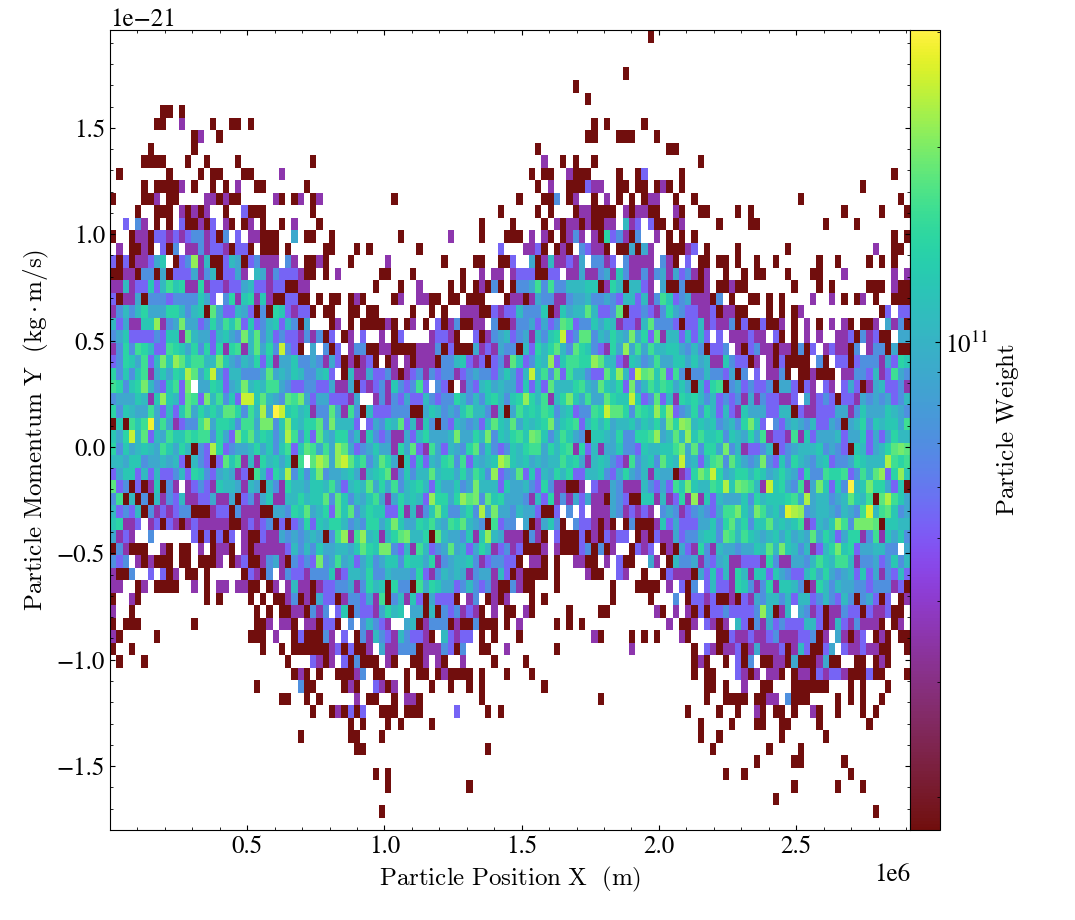 1e−21
1.5
1.0
0.5
0.0
−0.5
−1.0
−1.5
Particle Momentum Y (kg · m/s)
0.5
1.0
1.5
2.0
2.5
1e6
Particle Position X (m)
10¹¹
Particle Weight